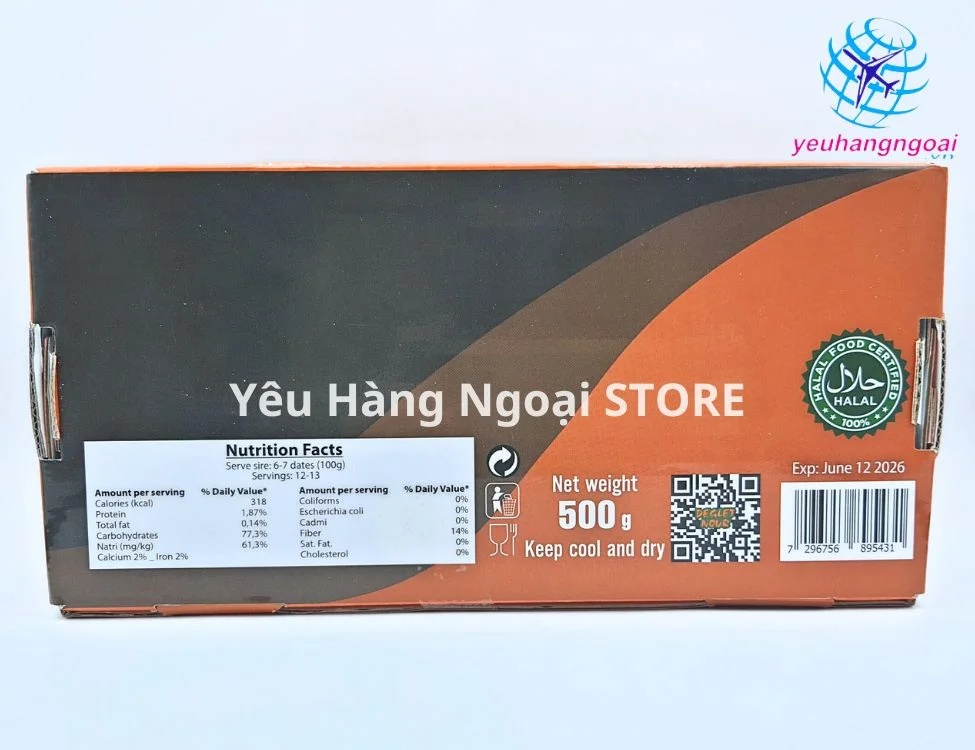 yeuhangngoai
.vn
HALAL FOOD CERTIFIED
حلال
HALAL
100%
Yêu Hàng Ngoại STORE
Nutrition Facts
Serve sire: 6-7 dates (100g)
Servings: 12-13
Amount per serving % Daily Value*
Calories (kcal) 318
Protein 1,87%
Total fat 0.14%
Carbohydrates 77,3%
Natri (mg/kg) 61,3%
Calcium 2% _ Iron 2%
Amount per serving % Daily Value*
Coliforms 0%
Escherichia coli 0%
Cadmi 0%
Fiber 14%
Sat. Fat. 0%
Cholesterol 0%
Net weight
500 g
Keep cool and dry
DEGLET
NOUR
Exp: June 12 2026
7 296756 895431